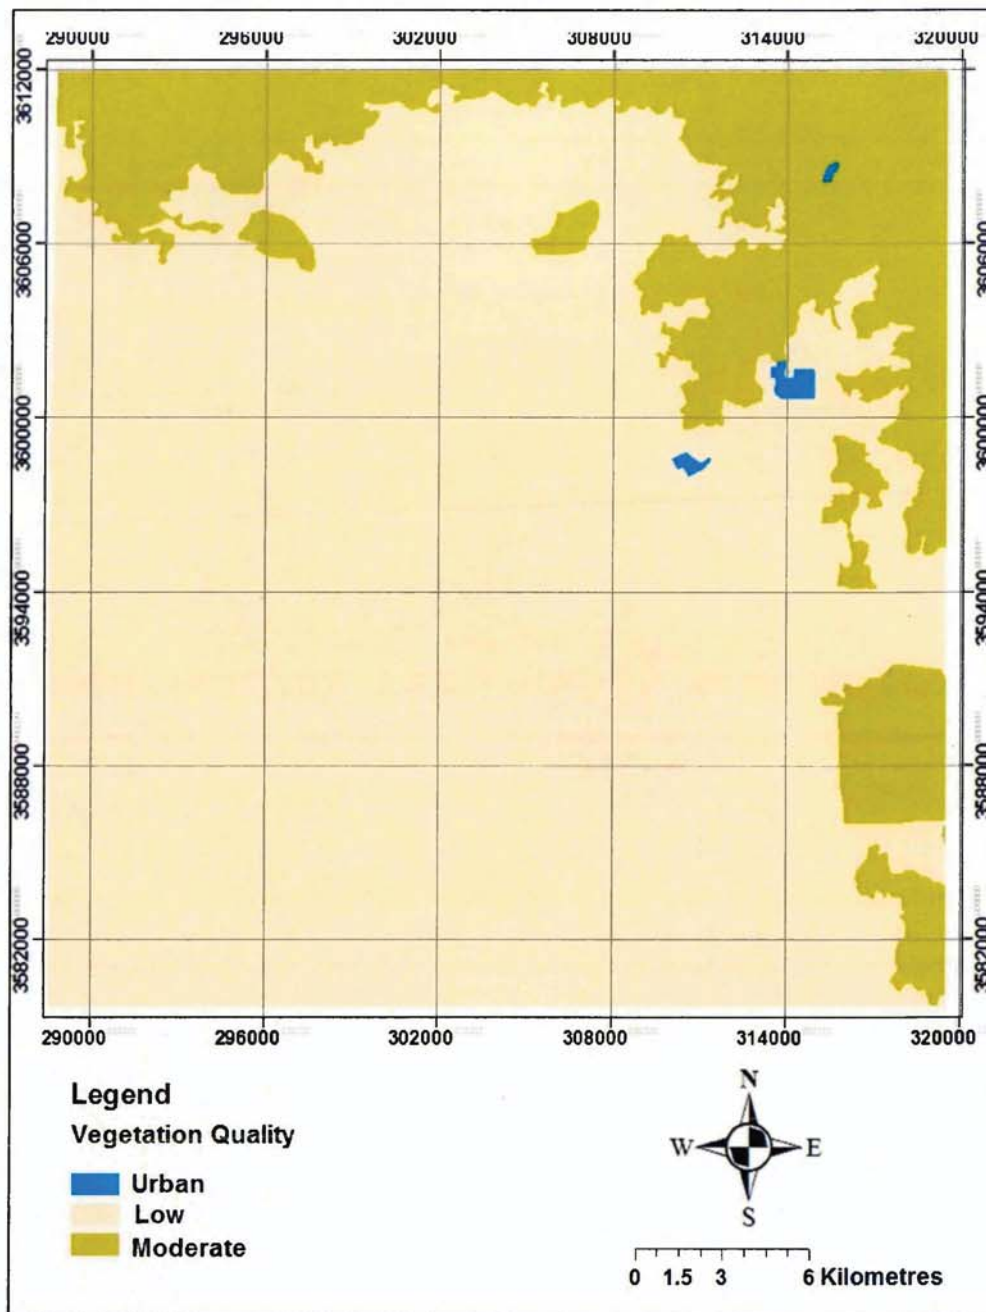 290000 296000 302000 308000 314000 320000
3612000
3606000 3606000
3600000 3600000
3594000 3594000
3588000 3588000
3582000 3582000
290000 296000 302000 308000 314000 320000
Legend
Vegetation Quality
Urban
Low
Moderate
N
W E
S
0 1.5 3 6 Kilometres